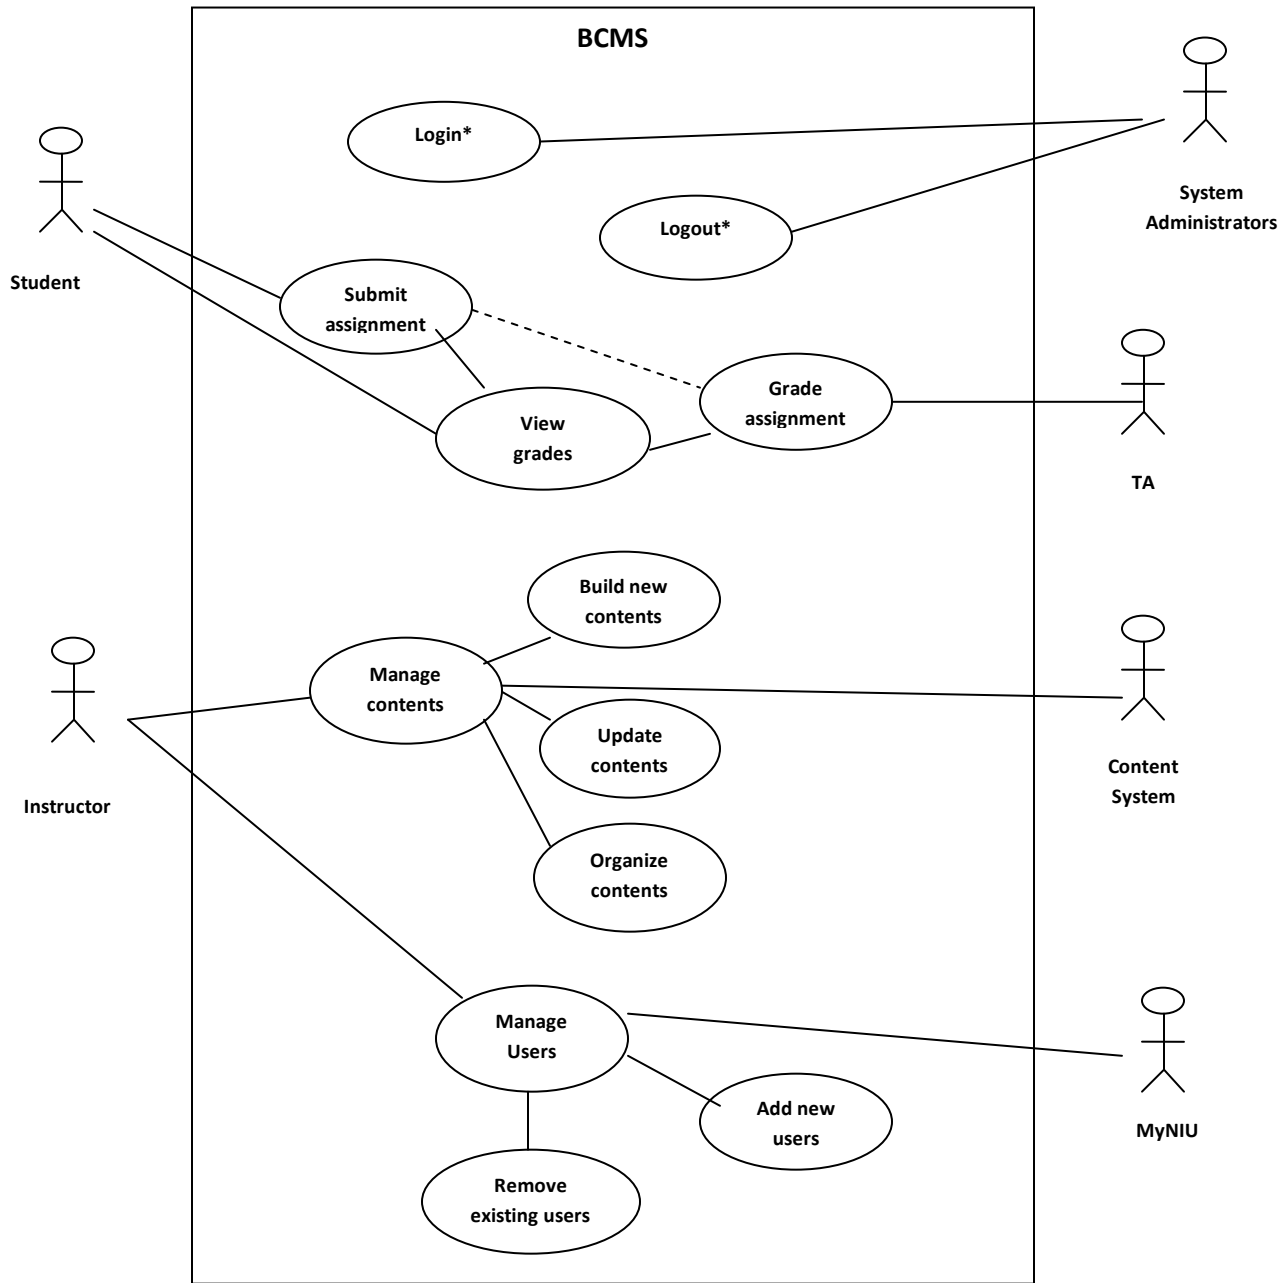 BCMS
Login*
Logout*
System
Administrators
Student
Submit
assignment
Grade
assignment
View
grades
TA
Build new
contents
Manage
contents
Update
contents
Content
System
Instructor
Organize
contents
Manage
Users
Add new
users
MyNIU
Remove
existing users